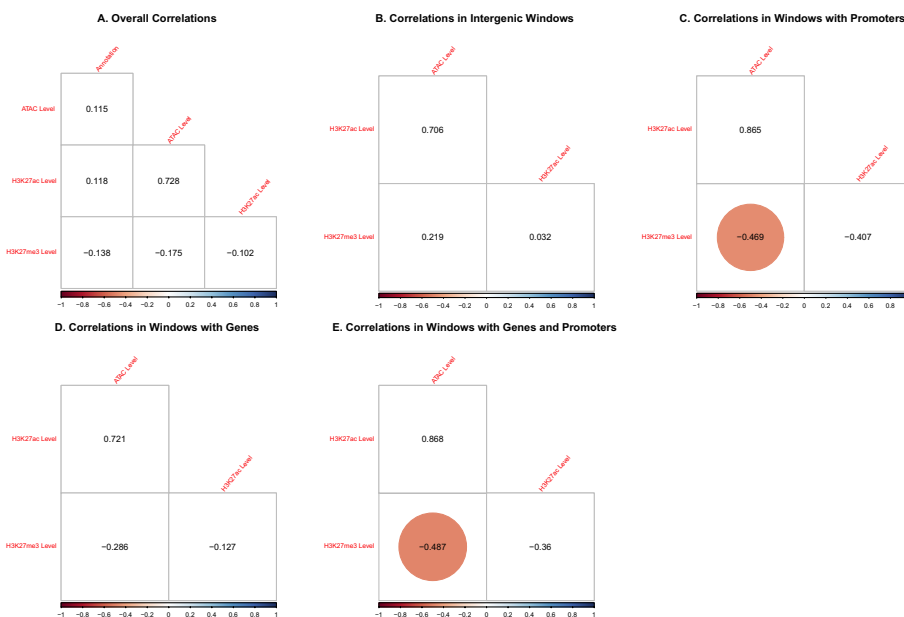 A. Overall Correlations
Annotation
ATAC Level
0.115
ATAC Level
H3K27ac Level
0.118
0.728
H3K27ac Level
H3K27me3 Level
−0.138
−0.175
−0.102
−1 −0.8 −0.6 −0.4 −0.2 0 0.2 0.4 0.6 0.8 1
B. Correlations in Intergenic Windows
ATAC Level
H3K27ac Level
0.706
H3K27ac Level
H3K27me3 Level
0.219
0.032
−1 −0.8 −0.6 −0.4 −0.2 0 0.2 0.4 0.6 0.8 1
C. Correlations in Windows with Promoters
ATAC Level
H3K27ac Level
0.865
H3K27ac Level
H3K27me3 Level
−0.469
−0.407
−1 −0.8 −0.6 −0.4 −0.2 0 0.2 0.4 0.6 0.8
D. Correlations in Windows with Genes
ATAC Level
H3K27ac Level
0.721
H3K27ac Level
H3K27me3 Level
−0.286
−0.127
−1 −0.8 −0.6 −0.4 −0.2 0 0.2 0.4 0.6 0.8 1
E. Correlations in Windows with Genes and Promoters
ATAC Level
H3K27ac Level
0.868
H3K27ac Level
H3K27me3 Level
−0.487
−0.36
−1 −0.8 −0.6 −0.4 −0.2 0 0.2 0.4 0.6 0.8 1